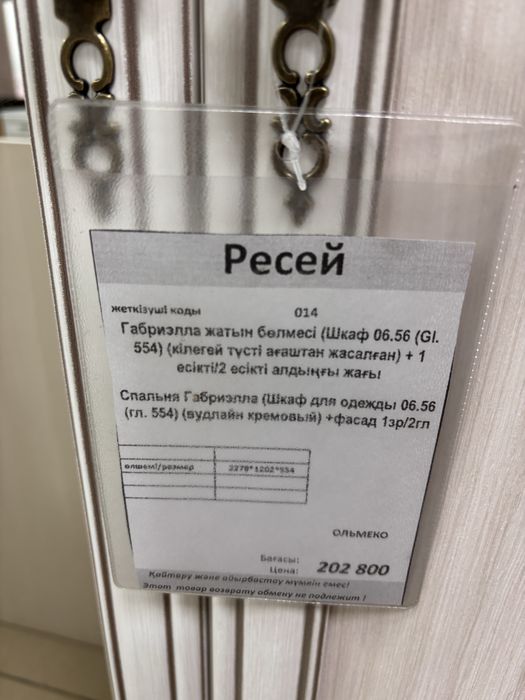 Ресей
жеткізуші коды 014
Габриэлла жатын бөлмесі (Шкаф 06.56 (Gl.
554) (кілегей түсті ағаштан жасалған) + 1
есікті/2 есікті алдыңғы жағы
Спальня Габриэлла (Шкаф для одежды 06.56
(гл. 554) (вудлайн кремовый) +фасад 1зр/2гл
өлшемі/размер 2278*1202*554
ОЛЬМЕКО
Бағасы:
Цена: 202 800
Қайтару және айырбастау мүмкін емес!
Этот товар возврату обмену не подлежит !